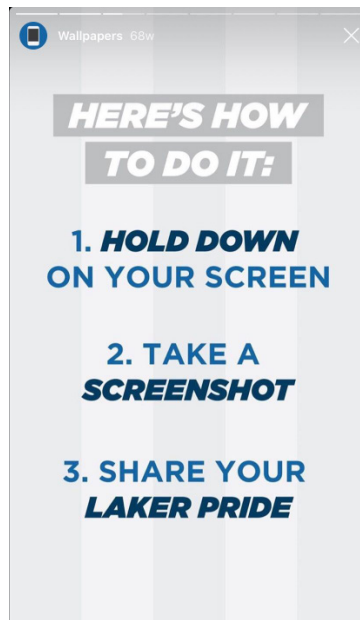 Wallpapers 68w
HERE'S HOW
TO DO IT:
1. HOLD DOWN
ON YOUR SCREEN
2. TAKE A
SCREENSHOT
3. SHARE YOUR
LAKER PRIDE